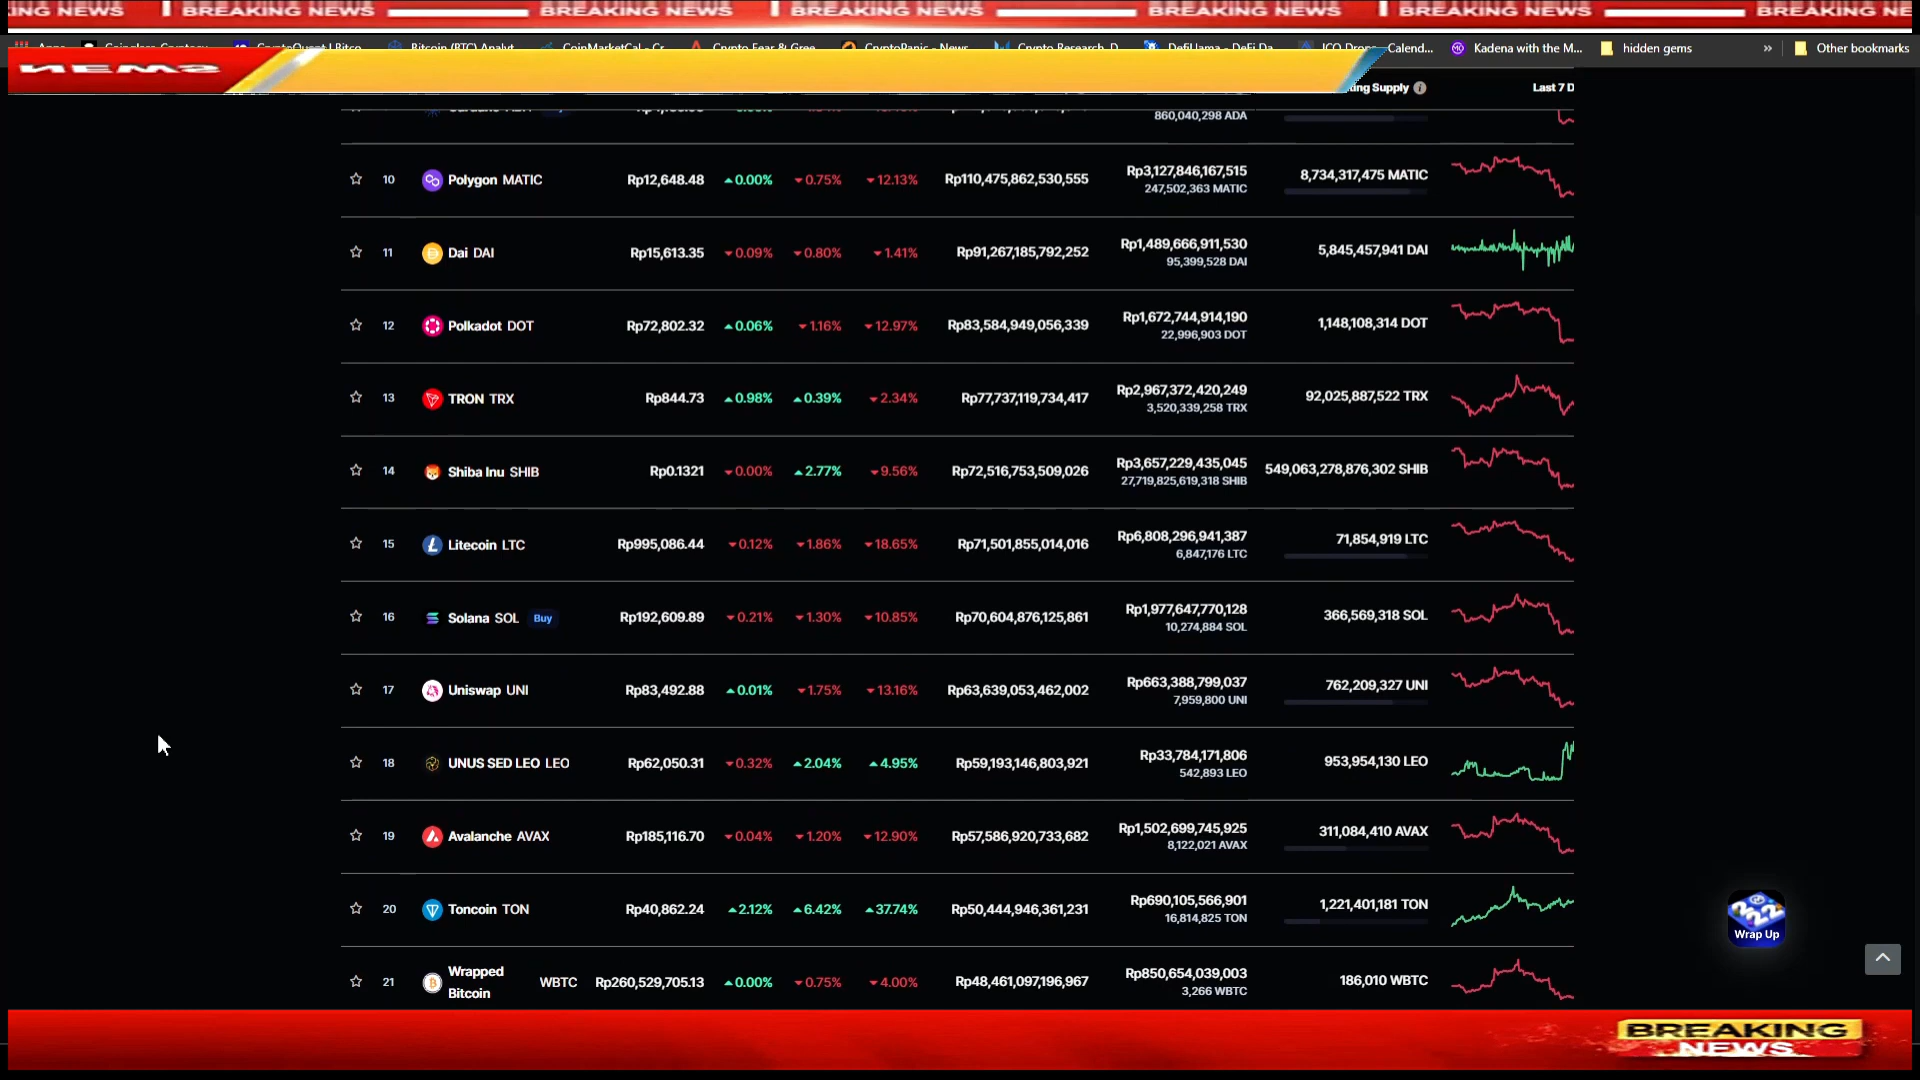 ING NEWS BREAKING NEWS BREAKING NEWS BREAKING NEWS BREAKING NEWS BREAKING NEWS BREAKING NE
Calend... Kadena with the M... hidden gems » Other bookmarks
NEWS
Supply Last 7 D
860,040,298 ADA
10 Polygon MATIC Rp12,648.48 0.00% 0.75% 12.13% Rp110,475,862,530,555 Rp3,127,846,167,515 8,734,317,475 MATIC
247,502,363 MATIC
11 Dai DAI Rp15,613.35 0.09% 0.80% 1.41% Rp91,267,185,792,252 Rp1,489,666,911,530 5,845,457,941 DAI
95,399,528 DAI
12 Polkadot DOT Rp72,802.32 0.06% 1.16% 12.97% Rp83,584,949,056,339 Rp1,672,744,914,190 1,148,108,314 DOT
22,996,903 DOT
13 TRON TRX Rp844.73 0.98% 0.39% 2.34% Rp77,737,119,734,417 Rp2,967,372,420,249 92,025,887,522 TRX
3,520,339,258 TRX
14 Shiba Inu SHIB Rp0.1321 0.00% 2.77% 9.56% Rp72,516,753,509,026 Rp3,657,229,435,045 549,063,278,876,302 SHIB
27,719,825,619,318 SHIB
15 Litecoin LTC Rp995,086.44 0.12% 1.86% 18.65% Rp71,501,855,014,016 Rp6,808,296,941,387 71,854,919 LTC
6,847,176 LTC
16 Solana SOL Buy Rp192,609.89 0.21% 1.30% 10.85% Rp70,604,876,125,861 Rp1,977,647,770,128 366,569,318 SOL
10,274,884 SOL
17 Uniswap UNI Rp83,492.88 0.01% 1.75% 13.16% Rp63,639,053,462,002 Rp663,388,799,037 762,209,327 UNI
7,959,800 UNI
18 UNUS SED LEO LEO Rp62,050.31 0.32% 2.04% 4.95% Rp59,193,146,803,921 Rp33,784,171,806 953,954,130 LEO
542,893 LEO
19 Avalanche AVAX Rp185,116.70 0.04% 1.20% 12.90% Rp57,586,920,733,682 Rp1,502,699,745,925 311,084,410 AVAX
8,122,021 AVAX
20 Toncoin TON Rp40,862.24 2.12% 6.42% 37.74% Rp50,444,946,361,231 Rp690,105,566,901 1,221,401,181 TON
16,814,825 TON
21 Wrapped Bitcoin WBTC Rp260,529,705.13 0.00% 0.75% 4.00% Rp48,461,097,196,967 Rp850,654,039,003 186,010 WBTC
3,266 WBTC
2022
Wrap Up
BREAKING
NEWS